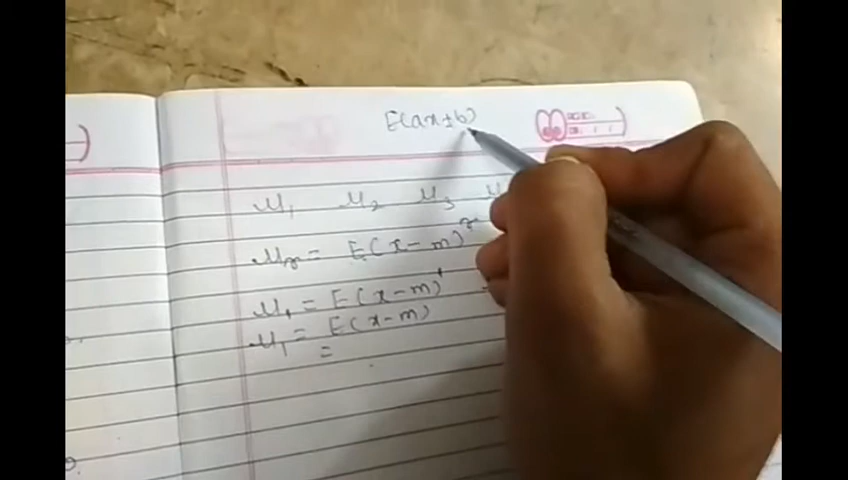 E(ax±b)
μ₁ μ₂ μ₃
μᵣ = E(x-m)ʳ
μ₁ = E(x-m)¹
μ₁ = E(x-m)
=